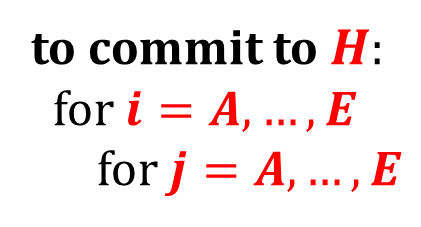 to commit to H:
for i = A, … , E
for j = A, … , E